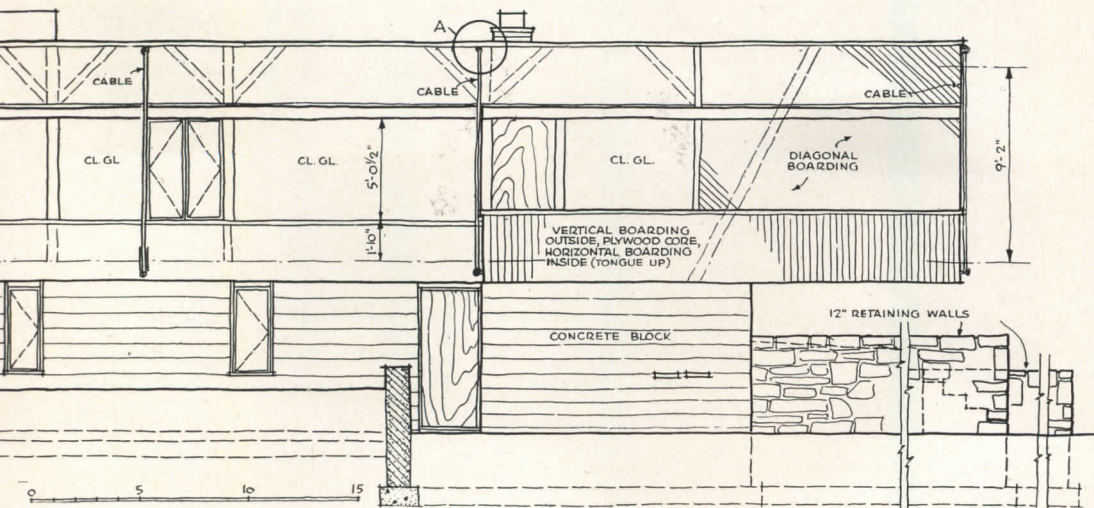 A
CABLE
CABLE
CABLE
CL. GL
CL. GL.
5'-0½"
CL. GL.
DIAGONAL
BOARDING
9'-2"
1'-10"
VERTICAL BOARDING
OUTSIDE, PLYWOOD CORE,
HORIZONTAL BOARDING
INSIDE (TONGUE UP)
12" RETAINING WALLS
CONCRETE BLOCK
0 5 10 15